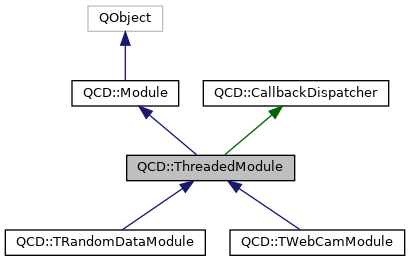 QObject
QCD::Module
QCD::CallbackDispatcher
QCD::ThreadedModule
QCD::TRandomDataModule
QCD::TWebCamModule